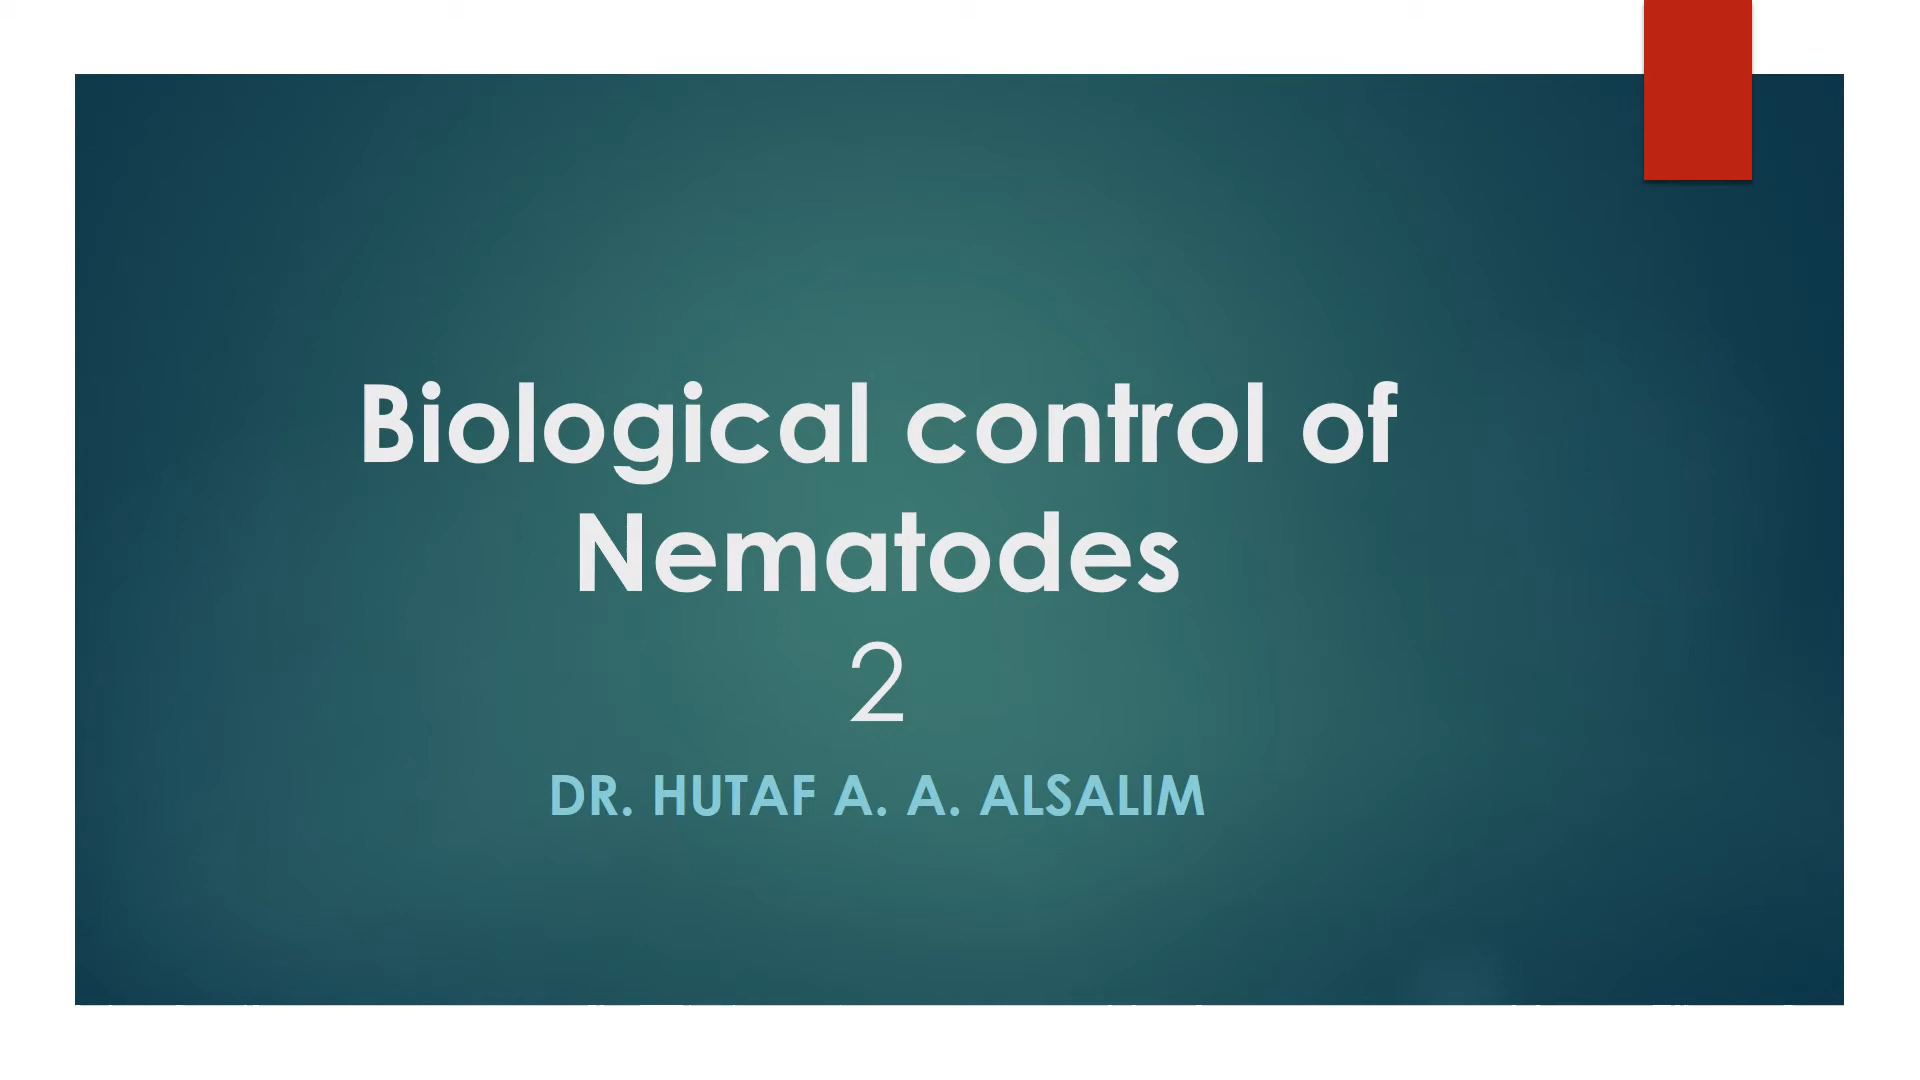 Biological control of
Nematodes
2
DR. HUTAF A. A. ALSALIM